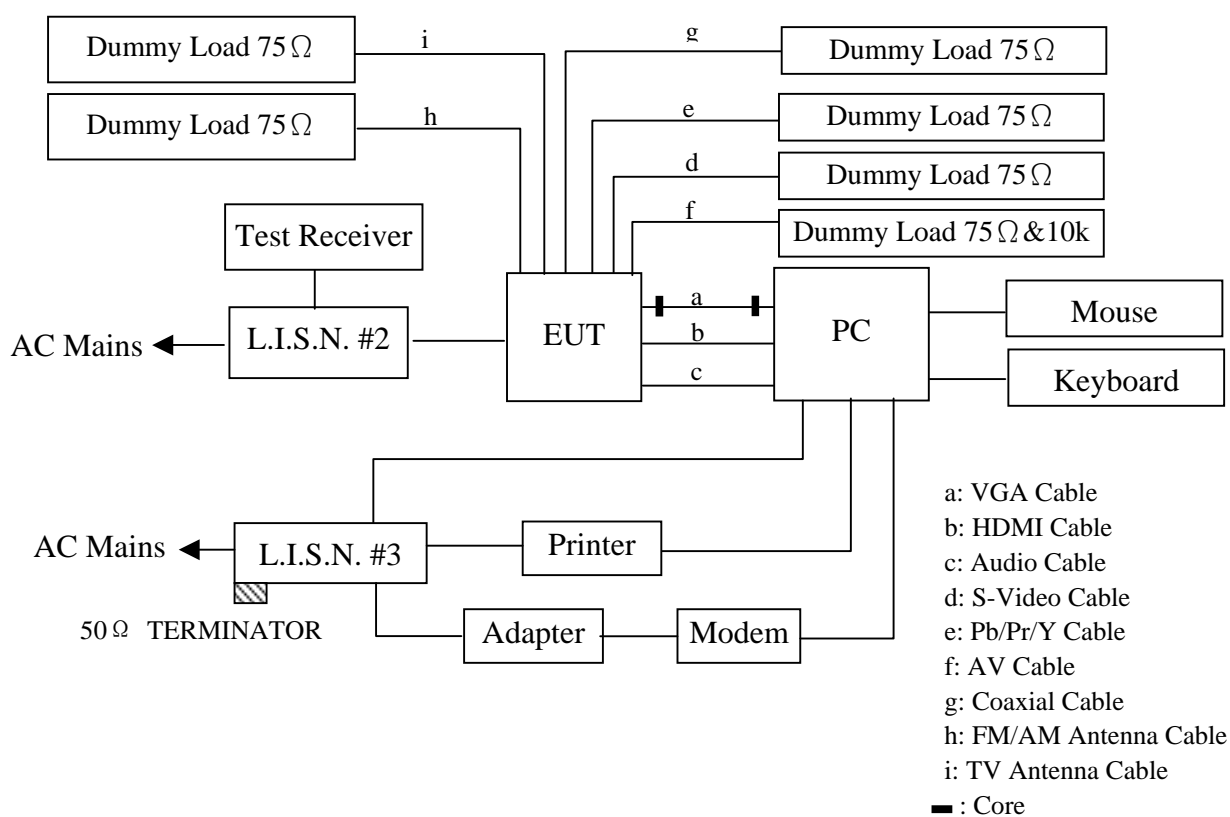 Dummy Load 75Ω
i
g
Dummy Load 75Ω
Dummy Load 75Ω
h
e
Dummy Load 75Ω
d
Dummy Load 75Ω
f
Dummy Load 75Ω&10k
Test Receiver
AC Mains
L.I.S.N. #2
EUT
a
b
c
PC
Mouse
Keyboard
AC Mains
L.I.S.N. #3
Printer
50Ω TERMINATOR
Adapter
Modem
a: VGA Cable
b: HDMI Cable
c: Audio Cable
d: S-Video Cable
e: Pb/Pr/Y Cable
f: AV Cable
g: Coaxial Cable
h: FM/AM Antenna Cable
i: TV Antenna Cable
: Core